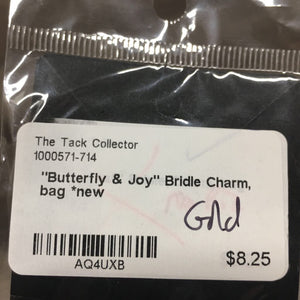 The Tack Collector
1000571-714
"Butterfly & Joy" Bridle Charm,
bag *new
Gold
AQ4UXB
$8.25